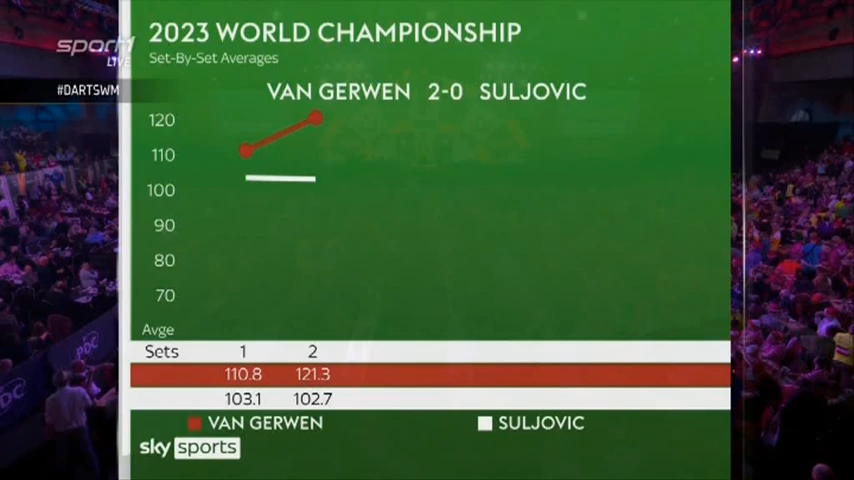 sport1
LIVE
#DARTSWM
2023 WORLD CHAMPIONSHIP
Set-By-Set Averages
VAN GERWEN 2-0 SULJOVIC
120
110
100
90
80
70
Avge
Sets 1 2
110.8 121.3
103.1 102.7
VAN GERWEN SULJOVIC
sky sports
PDC